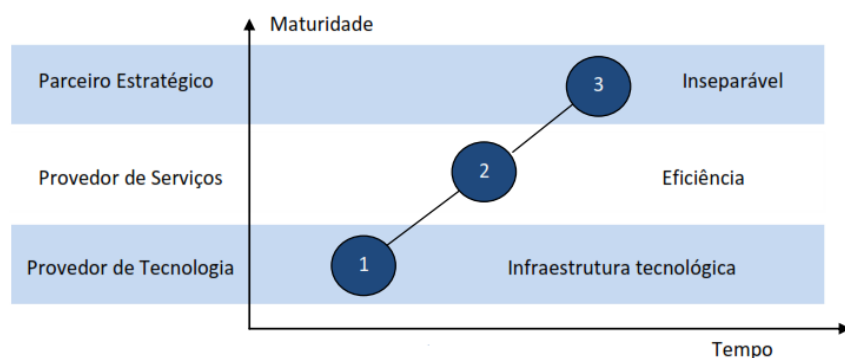 Maturidade
Parceiro Estratégico 3 Inseparável
Provedor de Serviços 2 Eficiência
Provedor de Tecnologia 1 Infraestrutura tecnológica
Tempo